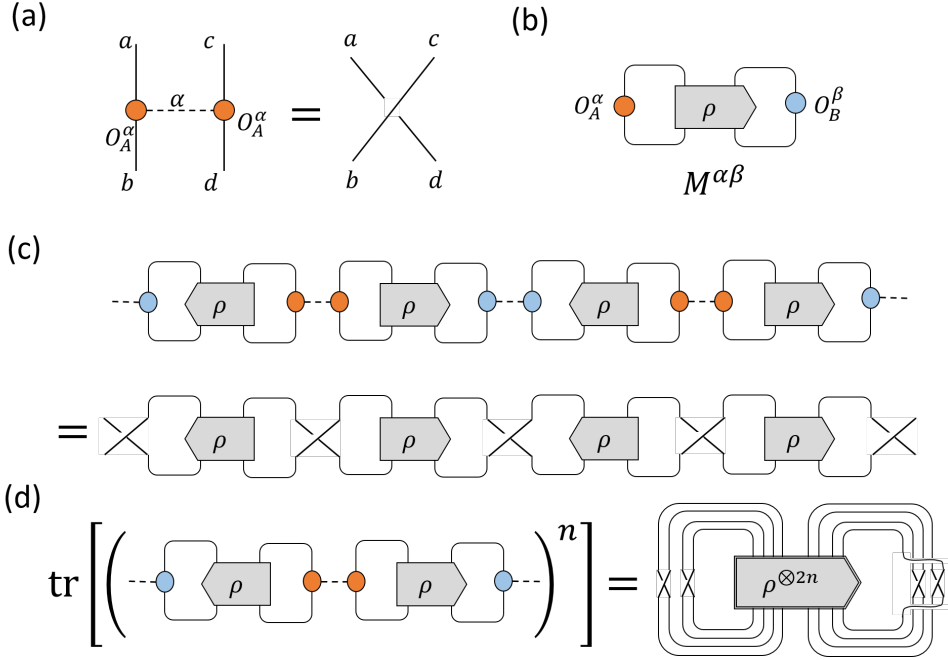 (a)
a c
α
O_A^α O_A^α
b d
=
a c
b d
(b)
O_A^α ρ O_B^β
M^{αβ}
(c)
ρ ρ ρ ρ
= ρ ρ ρ ρ
(d)
tr[( ρ ρ )^n] = ρ^{⊗2n}